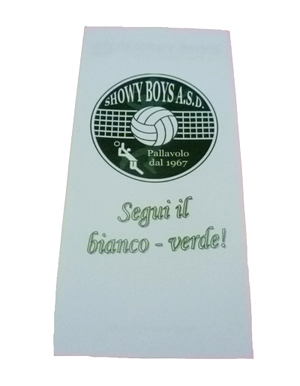 SHOWY BOYS A.S.D.
Pallavolo
dal 1967
Segui il
bianco - verde!